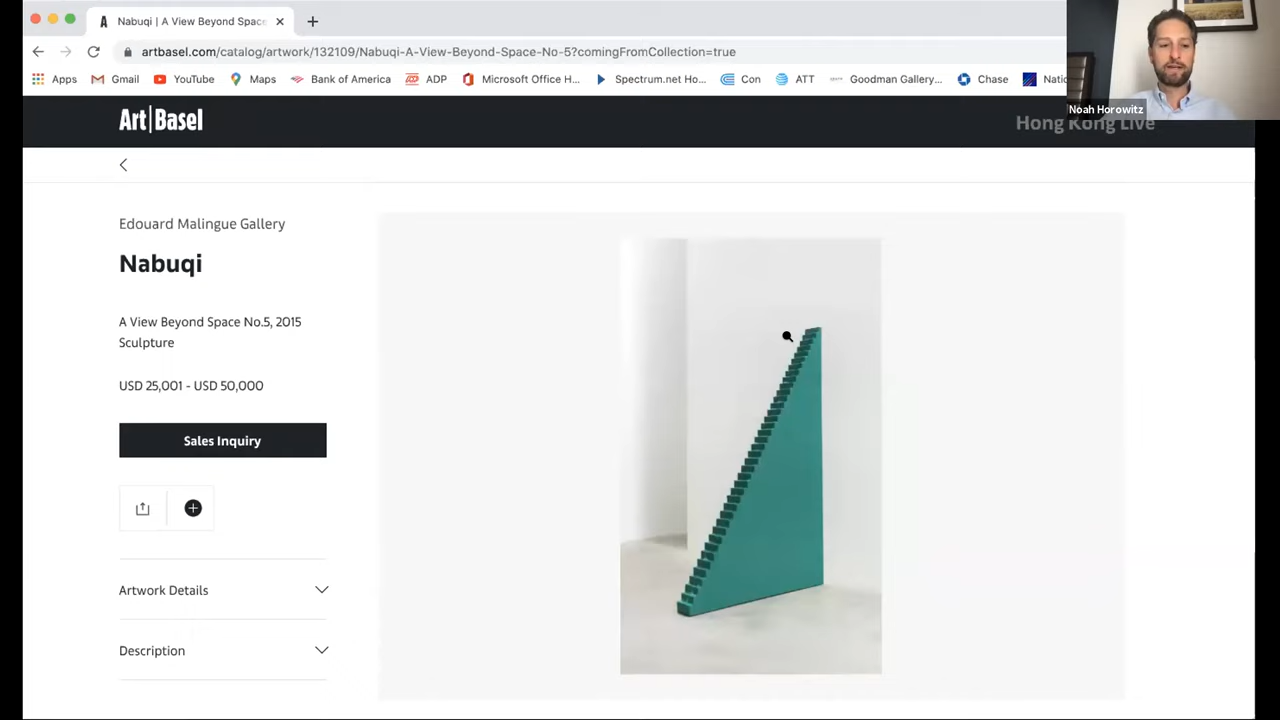 Nabuqi | A View Beyond Space
artbasel.com/catalog/artwork/132109/Nabuqi-A-View-Beyond-Space-No-5?comingFromCollection=true
Apps Gmail YouTube Maps Bank of America ADP Microsoft Office H... Spectrum.net Ho... Con ATT Goodman Gallery... Chase Natio
Noah Horowitz
Art|Basel
Hong Kong Live
Edouard Malingue Gallery
Nabuqi
A View Beyond Space No.5, 2015
Sculpture
USD 25,001 - USD 50,000
Sales Inquiry
Artwork Details
Description